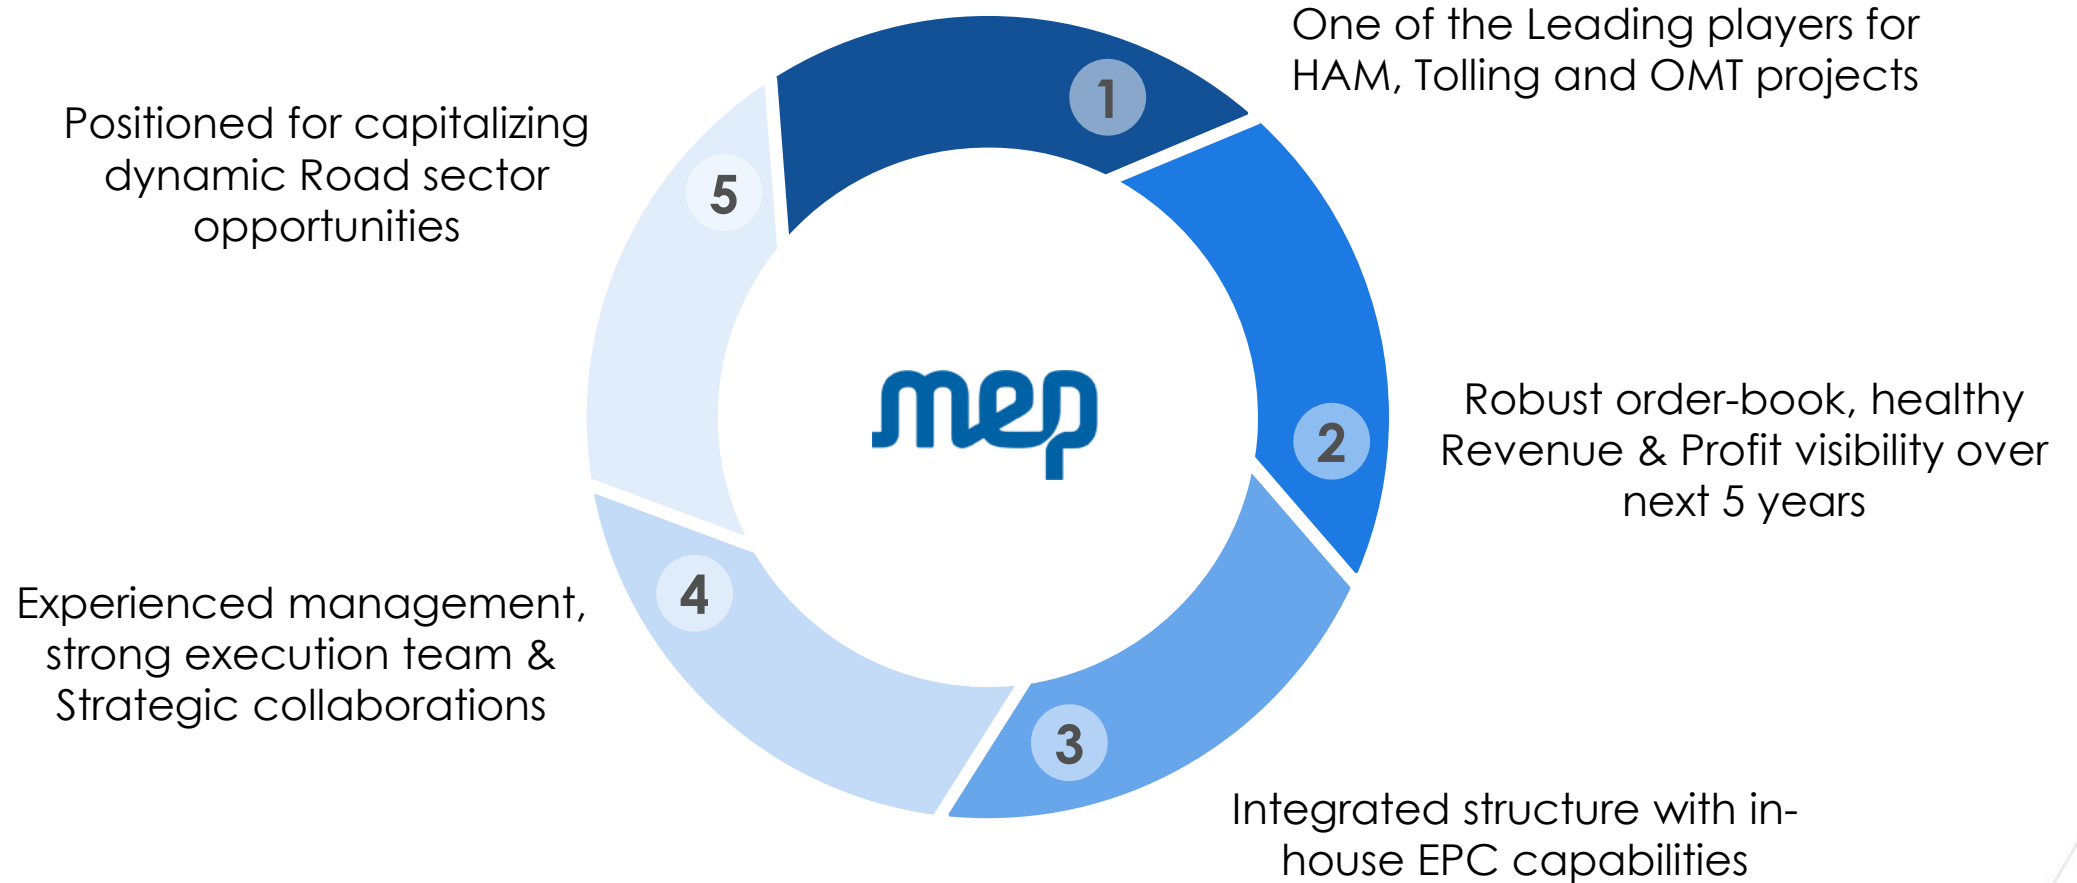 1
One of the Leading players for
HAM, Tolling and OMT projects
2
Robust order-book, healthy
Revenue & Profit visibility over
next 5 years
3
Integrated structure with in-
house EPC capabilities
4
Experienced management,
strong execution team &
Strategic collaborations
5
Positioned for capitalizing
dynamic Road sector
opportunities
mep